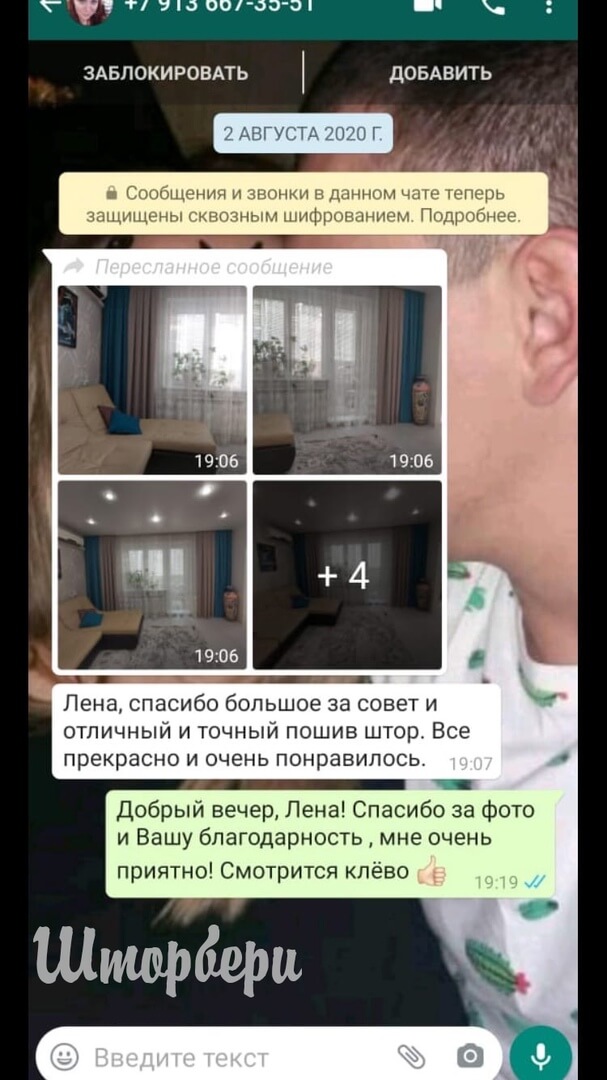 +7 913 667-35-51
ЗАБЛОКИРОВАТЬ
ДОБАВИТЬ
2 АВГУСТА 2020 Г.
Сообщения и звонки в данном чате теперь
защищены сквозным шифрованием. Подробнее.
Пересланное сообщение
19:06
19:06
19:06
+ 4
Лена, спасибо большое за совет и
отличный и точный пошив штор. Все
прекрасно и очень понравилось.
19:07
Добрый вечер, Лена! Спасибо за фото
и Вашу благодарность , мне очень
приятно! Смотрится клёво 👍🏻
19:19
Шторбери
Введите текст